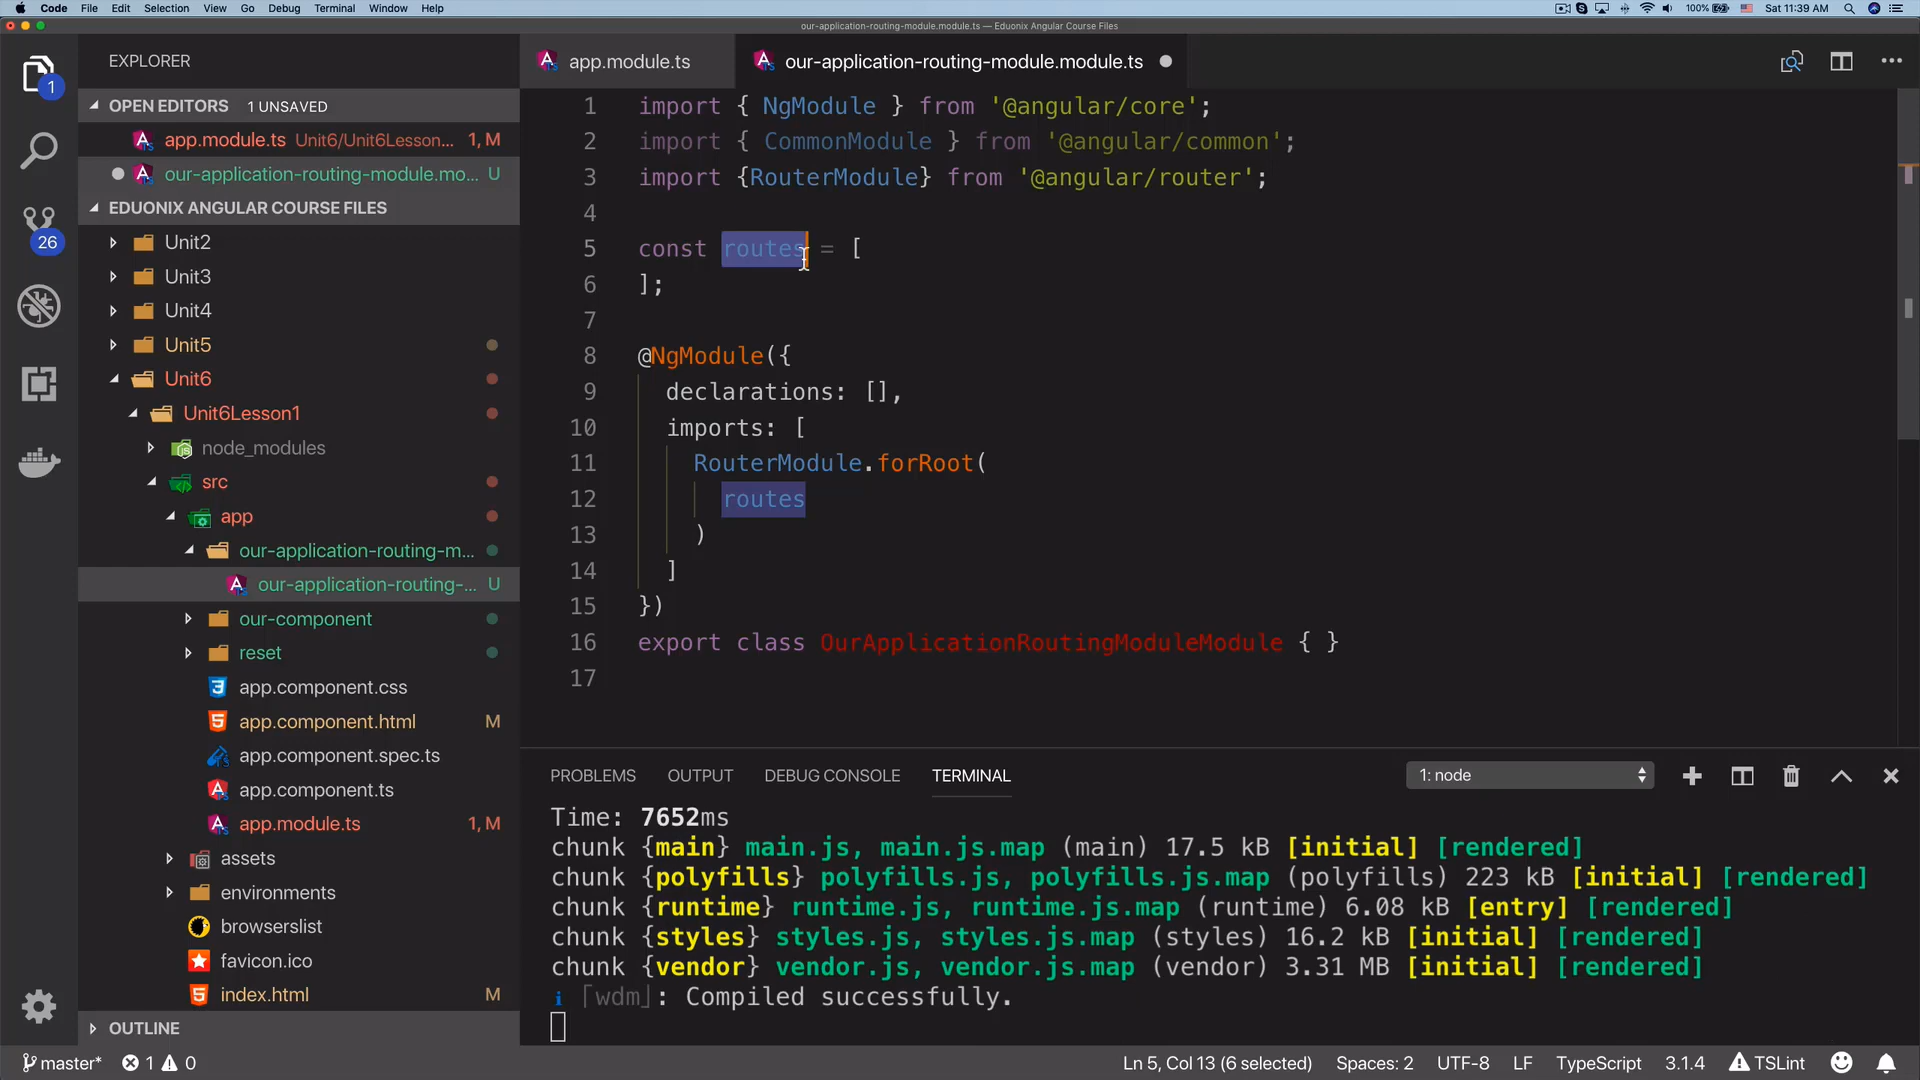 Code File Edit Selection View Go Debug Terminal Window Help
100% Sat 11:39 AM
our-application-routing-module.module.ts — Eduonix Angular Course Files
EXPLORER
OPEN EDITORS 1 UNSAVED
app.module.ts Unit6/Unit6Lesson... 1, M
our-application-routing-module.mo... U
EDUONIX ANGULAR COURSE FILES
Unit2
Unit3
Unit4
Unit5
Unit6
Unit6Lesson1
node_modules
src
app
our-application-routing-m...
our-application-routing-... U
our-component
reset
app.component.css
app.component.html M
app.component.spec.ts
app.component.ts
app.module.ts 1, M
assets
environments
browserslist
favicon.ico
index.html M
OUTLINE
1
26
app.module.ts
our-application-routing-module.module.ts
1 import { NgModule } from '@angular/core';
2 import { CommonModule } from '@angular/common';
3 import {RouterModule} from '@angular/router';
4
5 const routes = [
6 ];
7
8 @NgModule({
9 declarations: [],
10 imports: [
11 RouterModule.forRoot(
12 routes
13 )
14 ]
15 })
16 export class OurApplicationRoutingModuleModule { }
17
PROBLEMS OUTPUT DEBUG CONSOLE TERMINAL 1: node
Time: 7652ms
chunk {main} main.js, main.js.map (main) 17.5 kB [initial] [rendered]
chunk {polyfills} polyfills.js, polyfills.js.map (polyfills) 223 kB [initial] [rendered]
chunk {runtime} runtime.js, runtime.js.map (runtime) 6.08 kB [entry] [rendered]
chunk {styles} styles.js, styles.js.map (styles) 16.2 kB [initial] [rendered]
chunk {vendor} vendor.js, vendor.js.map (vendor) 3.31 MB [initial] [rendered]
i ｢wdm｣: Compiled successfully.
master* 1 0 Ln 5, Col 13 (6 selected) Spaces: 2 UTF-8 LF TypeScript 3.1.4 TSLint